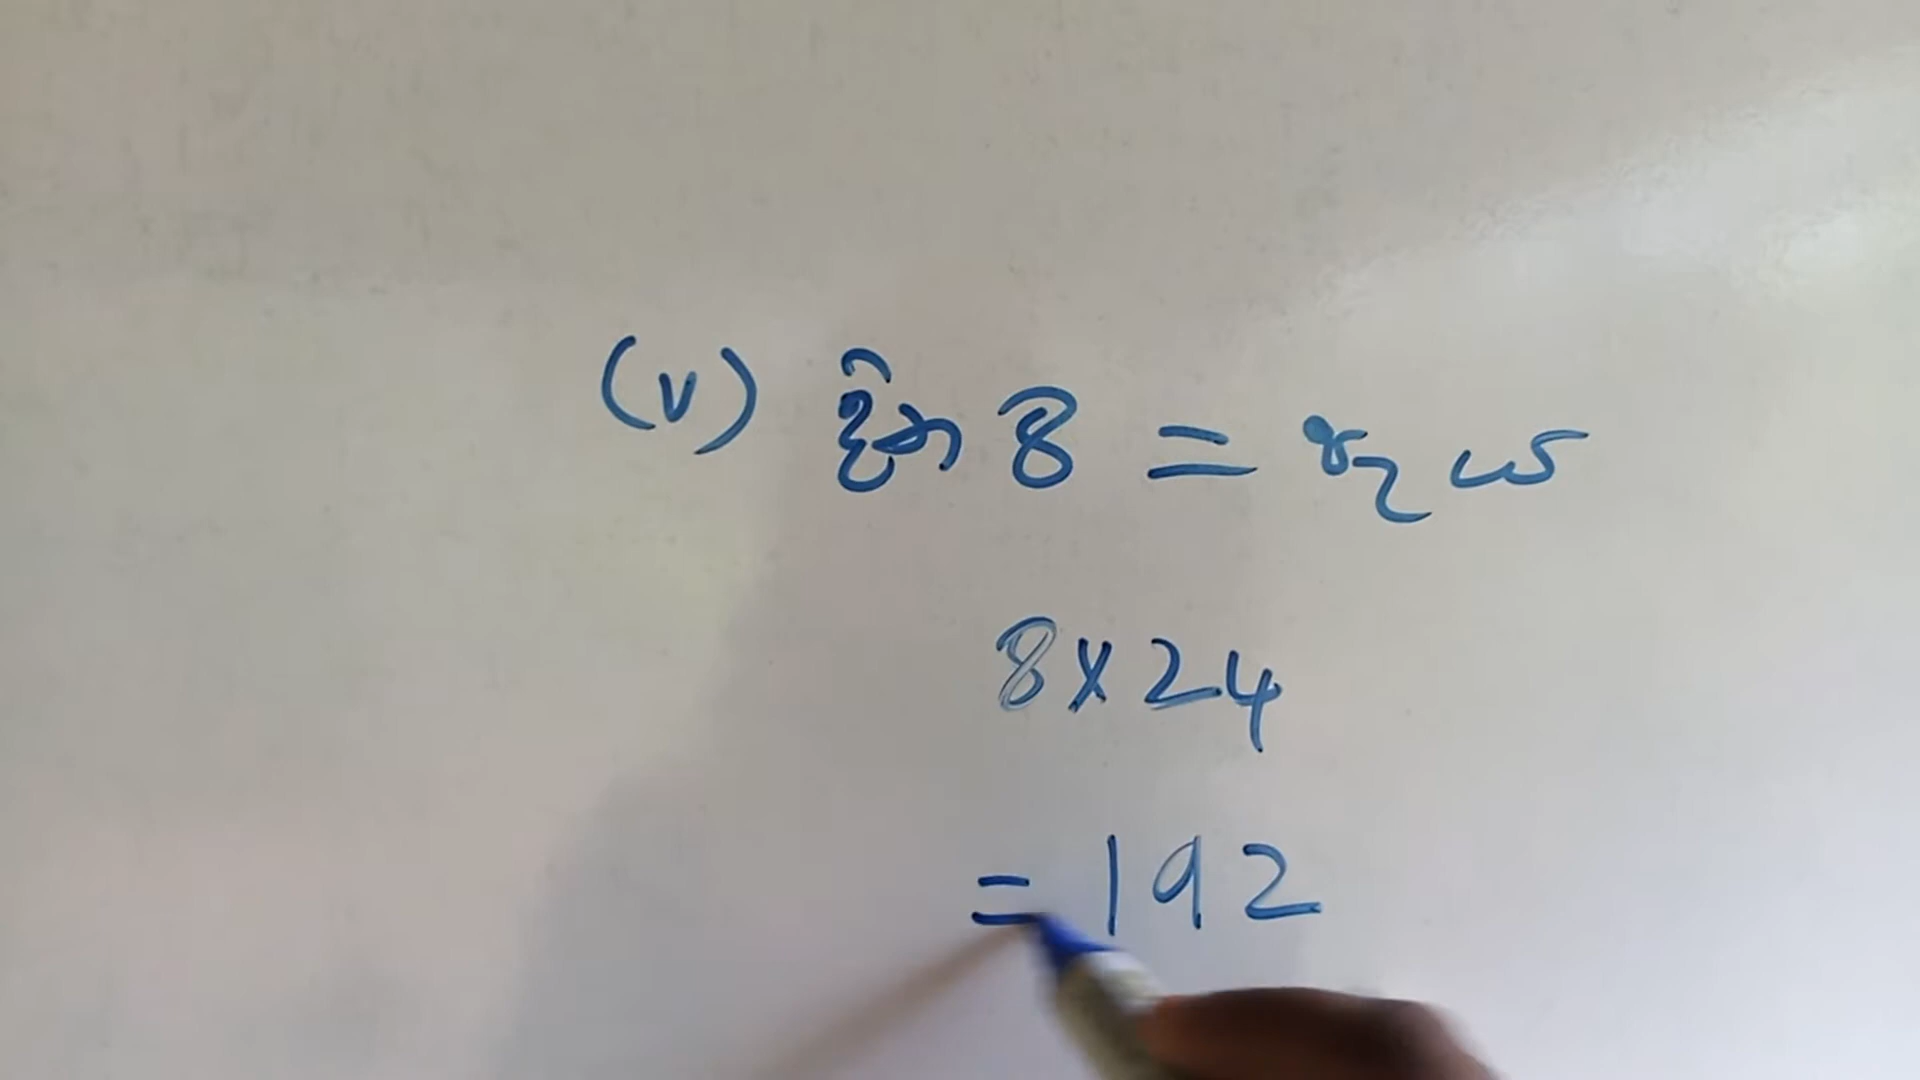 (v) දින 8 = පැය
8 x 24
= 192